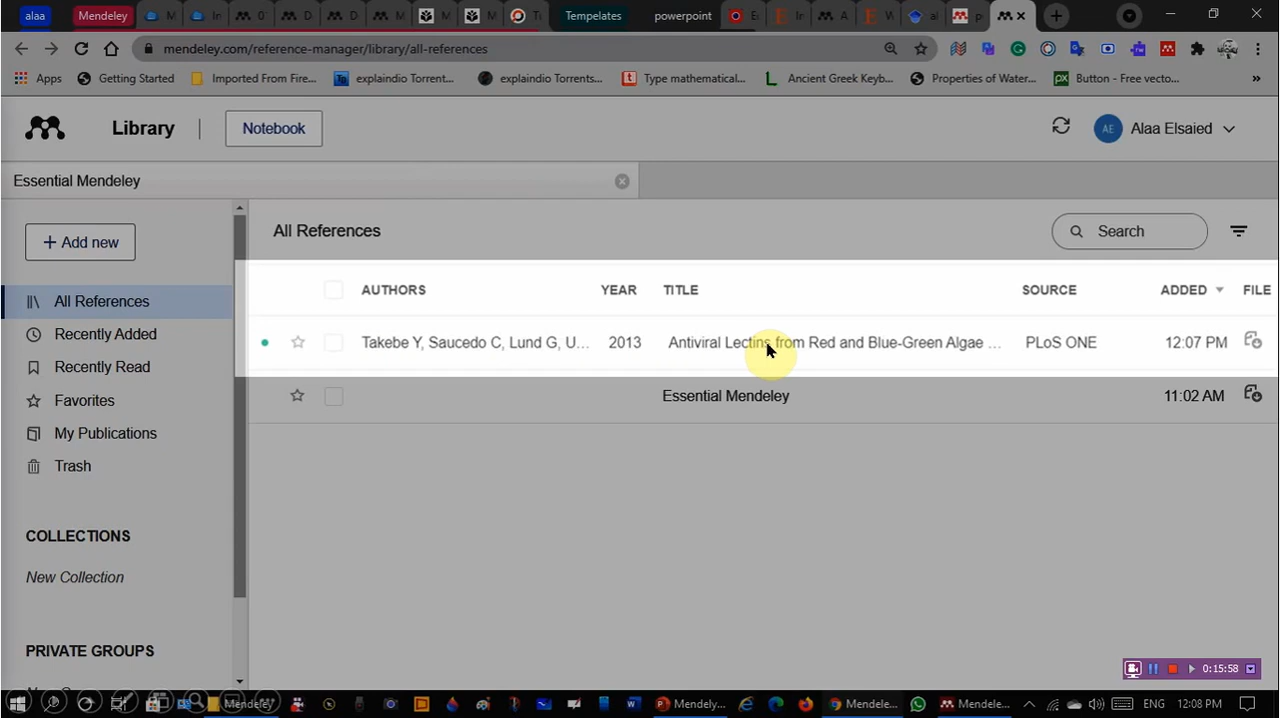 alaa Mendeley Tempelates powerpoint
mendeley.com/reference-manager/library/all-references
Apps Getting Started Imported From Fire... explaindio Torrent... explaindio Torrents... Type mathematical... Ancient Greek Keyb... Properties of Water... Button - Free vecto... »
Library | Notebook AE Alaa Elsaied
Essential Mendeley
+ Add new
All References
Recently Added
Recently Read
Favorites
My Publications
Trash
COLLECTIONS
New Collection
PRIVATE GROUPS
All References Search
AUTHORS YEAR TITLE SOURCE ADDED FILE
Takebe Y, Saucedo C, Lund G, U... 2013 Antiviral Lectins from Red and Blue-Green Algae ... PLoS ONE 12:07 PM
Essential Mendeley 11:02 AM
0:15:58
Mendeley Mendely... Mendele... Mendele... ENG 12:08 PM